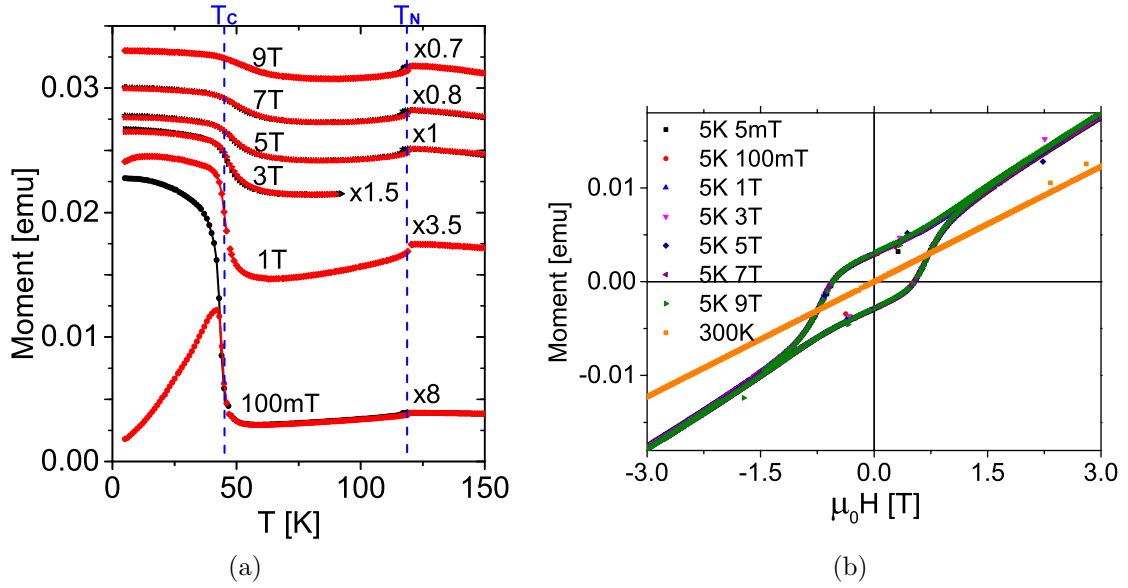 T_C T_N
9T x0.7
7T x0.8
5T x1
3T x1.5
1T x3.5
100mT x8
0.03
0.02
0.01
0.00
Moment [emu]
0 50 100 150
T [K]
(a)
5K 5mT
5K 100mT
5K 1T
5K 3T
5K 5T
5K 7T
5K 9T
300K
0.01
0.00
-0.01
Moment [emu]
-3.0 -1.5 0.0 1.5 3.0
μ₀H [T]
(b)